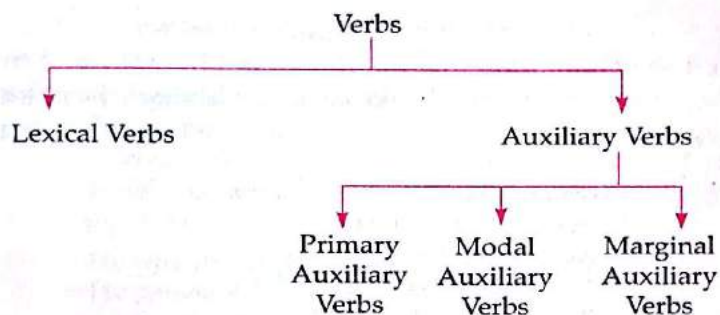 Verbs
Lexical Verbs
Auxiliary Verbs
Primary Auxiliary Verbs
Modal Auxiliary Verbs
Marginal Auxiliary Verbs